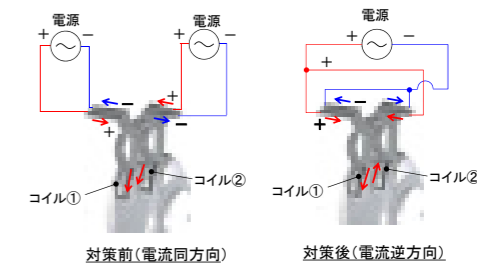 電源
+ −
電源
+ −
電源
+ −
+
− +
+ −
−
+
コイル①
コイル②
コイル①
コイル②
対策前(電流同方向)
対策後(電流逆方向)